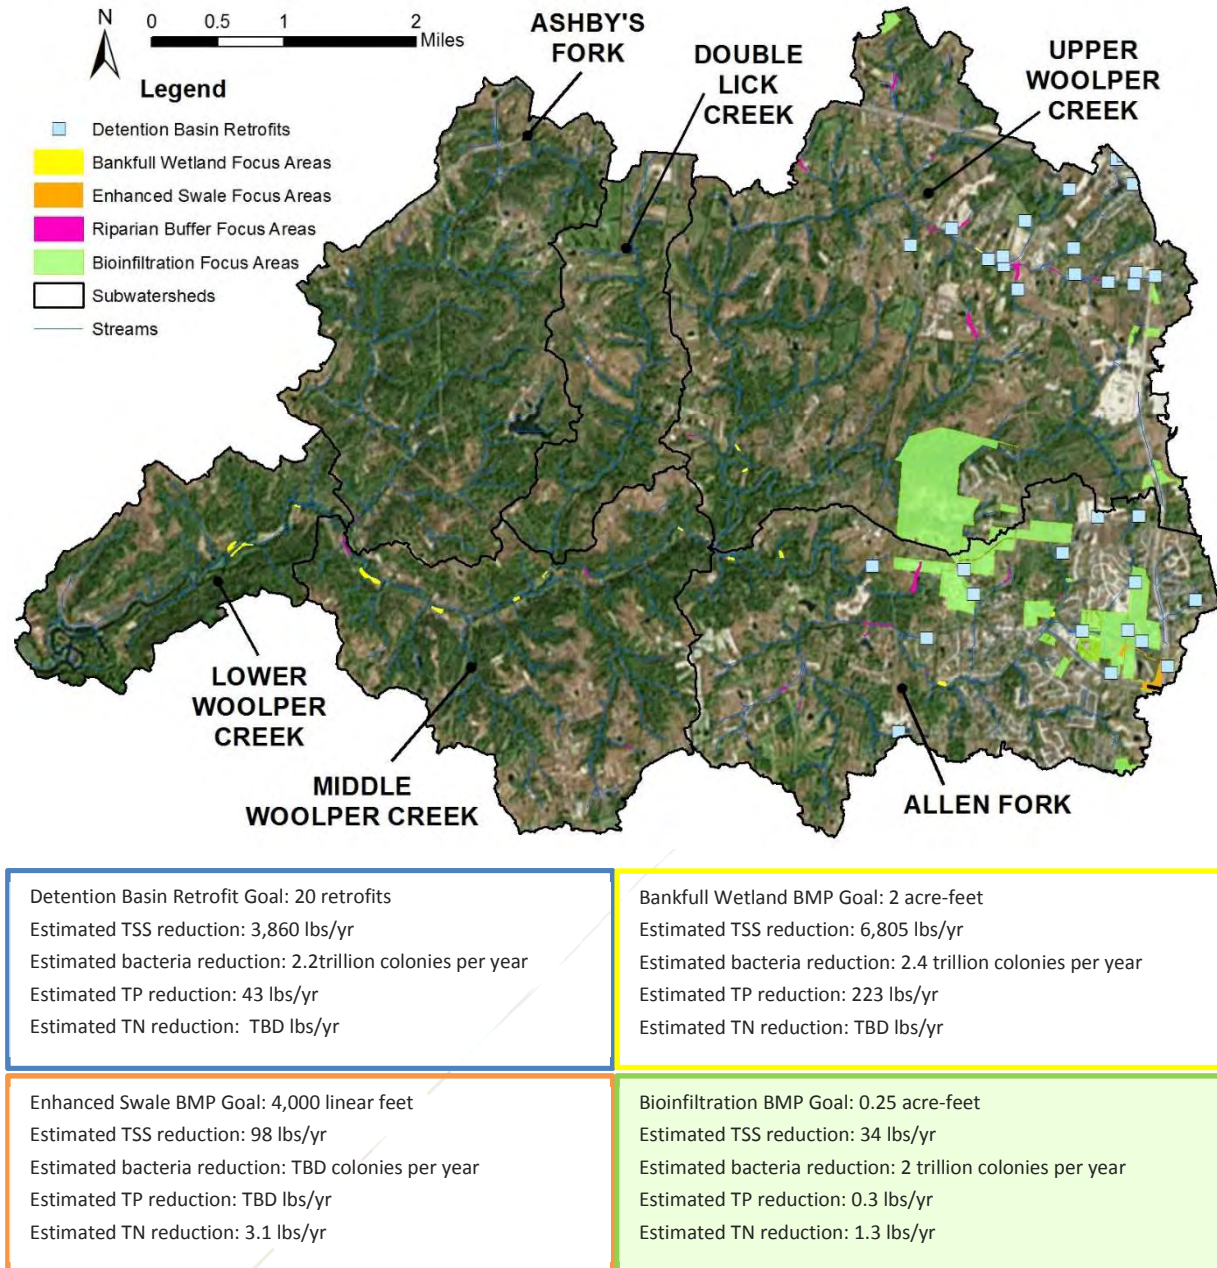 N
0 0.5 1 2
Miles
Legend
Detention Basin Retrofits
Bankfull Wetland Focus Areas
Enhanced Swale Focus Areas
Riparian Buffer Focus Areas
Bioinfiltration Focus Areas
Subwatersheds
Streams
ASHBY'S
FORK
DOUBLE
LICK
CREEK
UPPER
WOOLPER
CREEK
LOWER
WOOLPER
CREEK
MIDDLE
WOOLPER CREEK
ALLEN FORK
Detention Basin Retrofit Goal: 20 retrofits
Estimated TSS reduction: 3,860 lbs/yr
Estimated bacteria reduction: 2.2trillion colonies per year
Estimated TP reduction: 43 lbs/yr
Estimated TN reduction: TBD lbs/yr
Bankfull Wetland BMP Goal: 2 acre-feet
Estimated TSS reduction: 6,805 lbs/yr
Estimated bacteria reduction: 2.4 trillion colonies per year
Estimated TP reduction: 223 lbs/yr
Estimated TN reduction: TBD lbs/yr
Enhanced Swale BMP Goal: 4,000 linear feet
Estimated TSS reduction: 98 lbs/yr
Estimated bacteria reduction: TBD colonies per year
Estimated TP reduction: TBD lbs/yr
Estimated TN reduction: 3.1 lbs/yr
Bioinfiltration BMP Goal: 0.25 acre-feet
Estimated TSS reduction: 34 lbs/yr
Estimated bacteria reduction: 2 trillion colonies per year
Estimated TP reduction: 0.3 lbs/yr
Estimated TN reduction: 1.3 lbs/yr